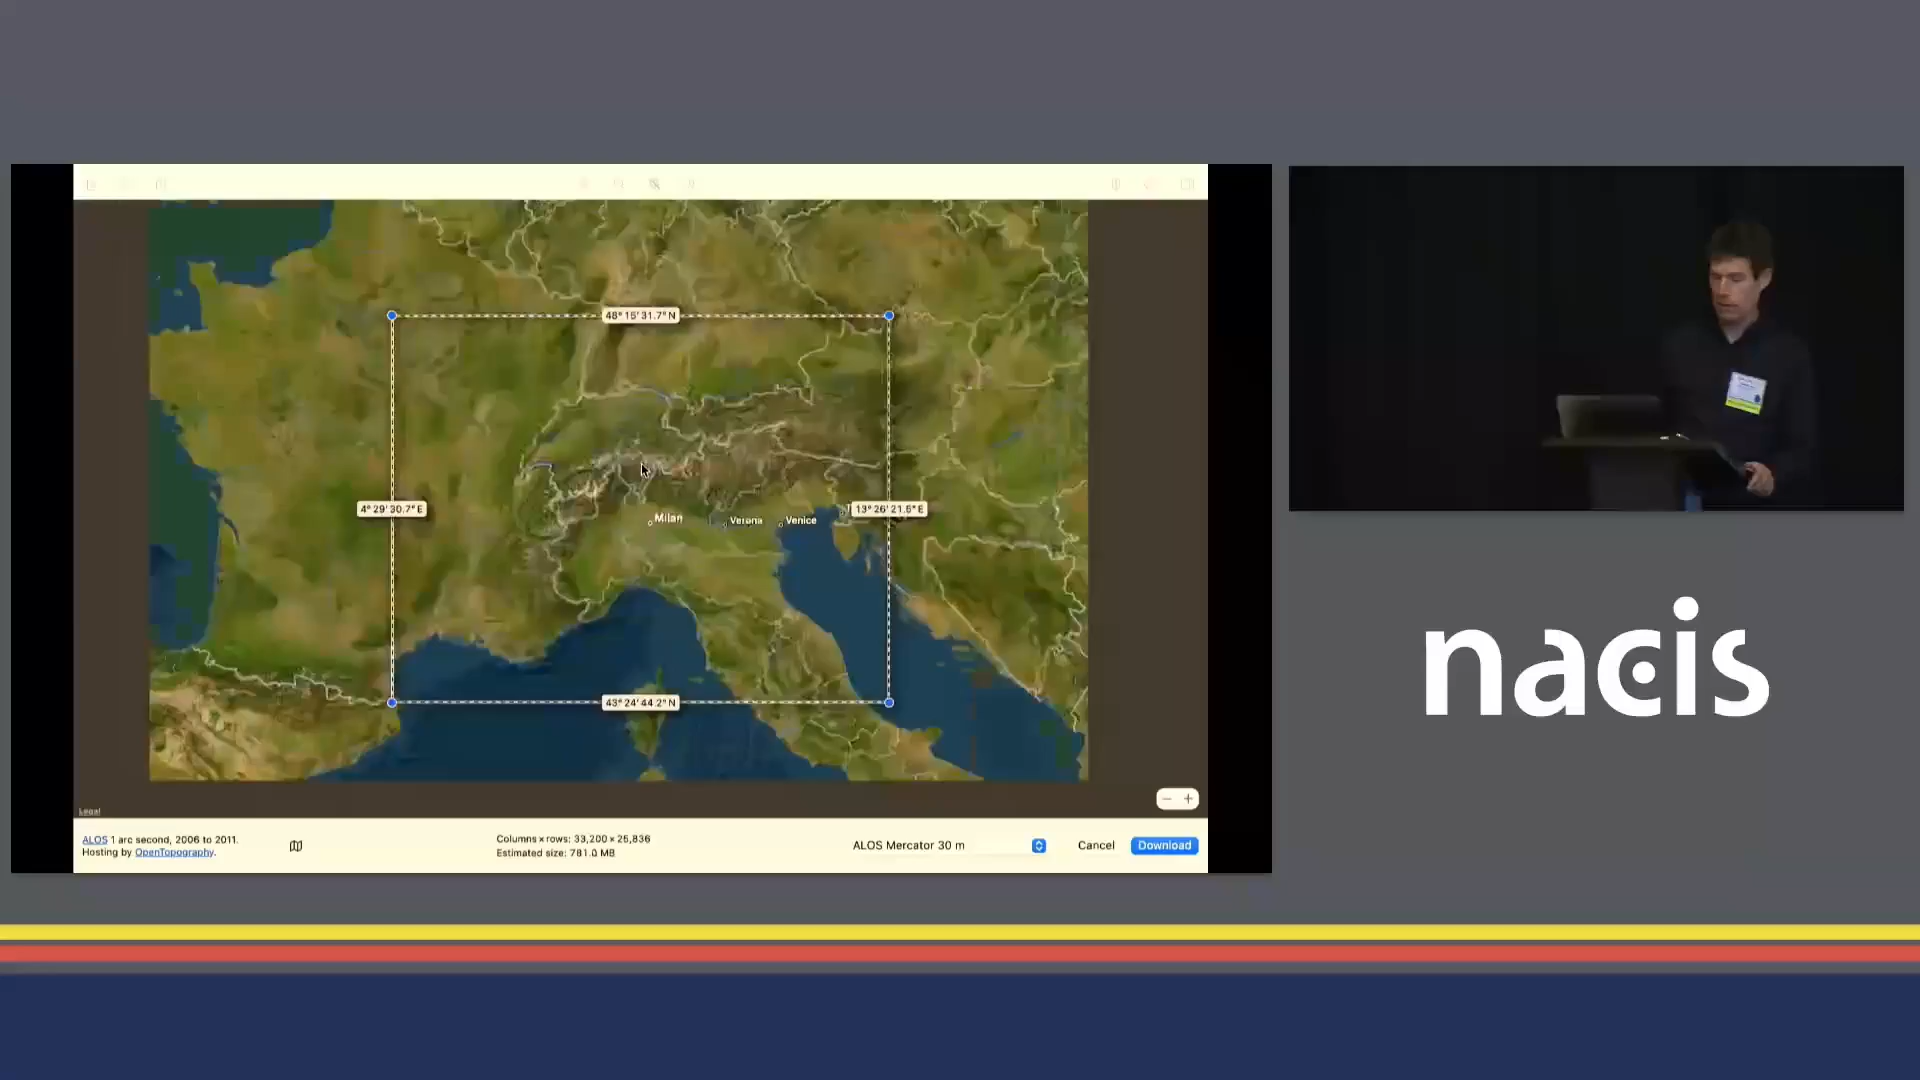 48° 15' 31.7" N
4° 29' 30.7" E
Milan
Verona
Venice
13° 26' 21.5" E
43° 24' 44.2" N
Legal
ALOS 1 arc second, 2006 to 2011.
Hosting by OpenTopography.
Columns × rows: 33,200 × 25,836
Estimated size: 781.0 MB
ALOS Mercator 30 m
Cancel
Download
nacis